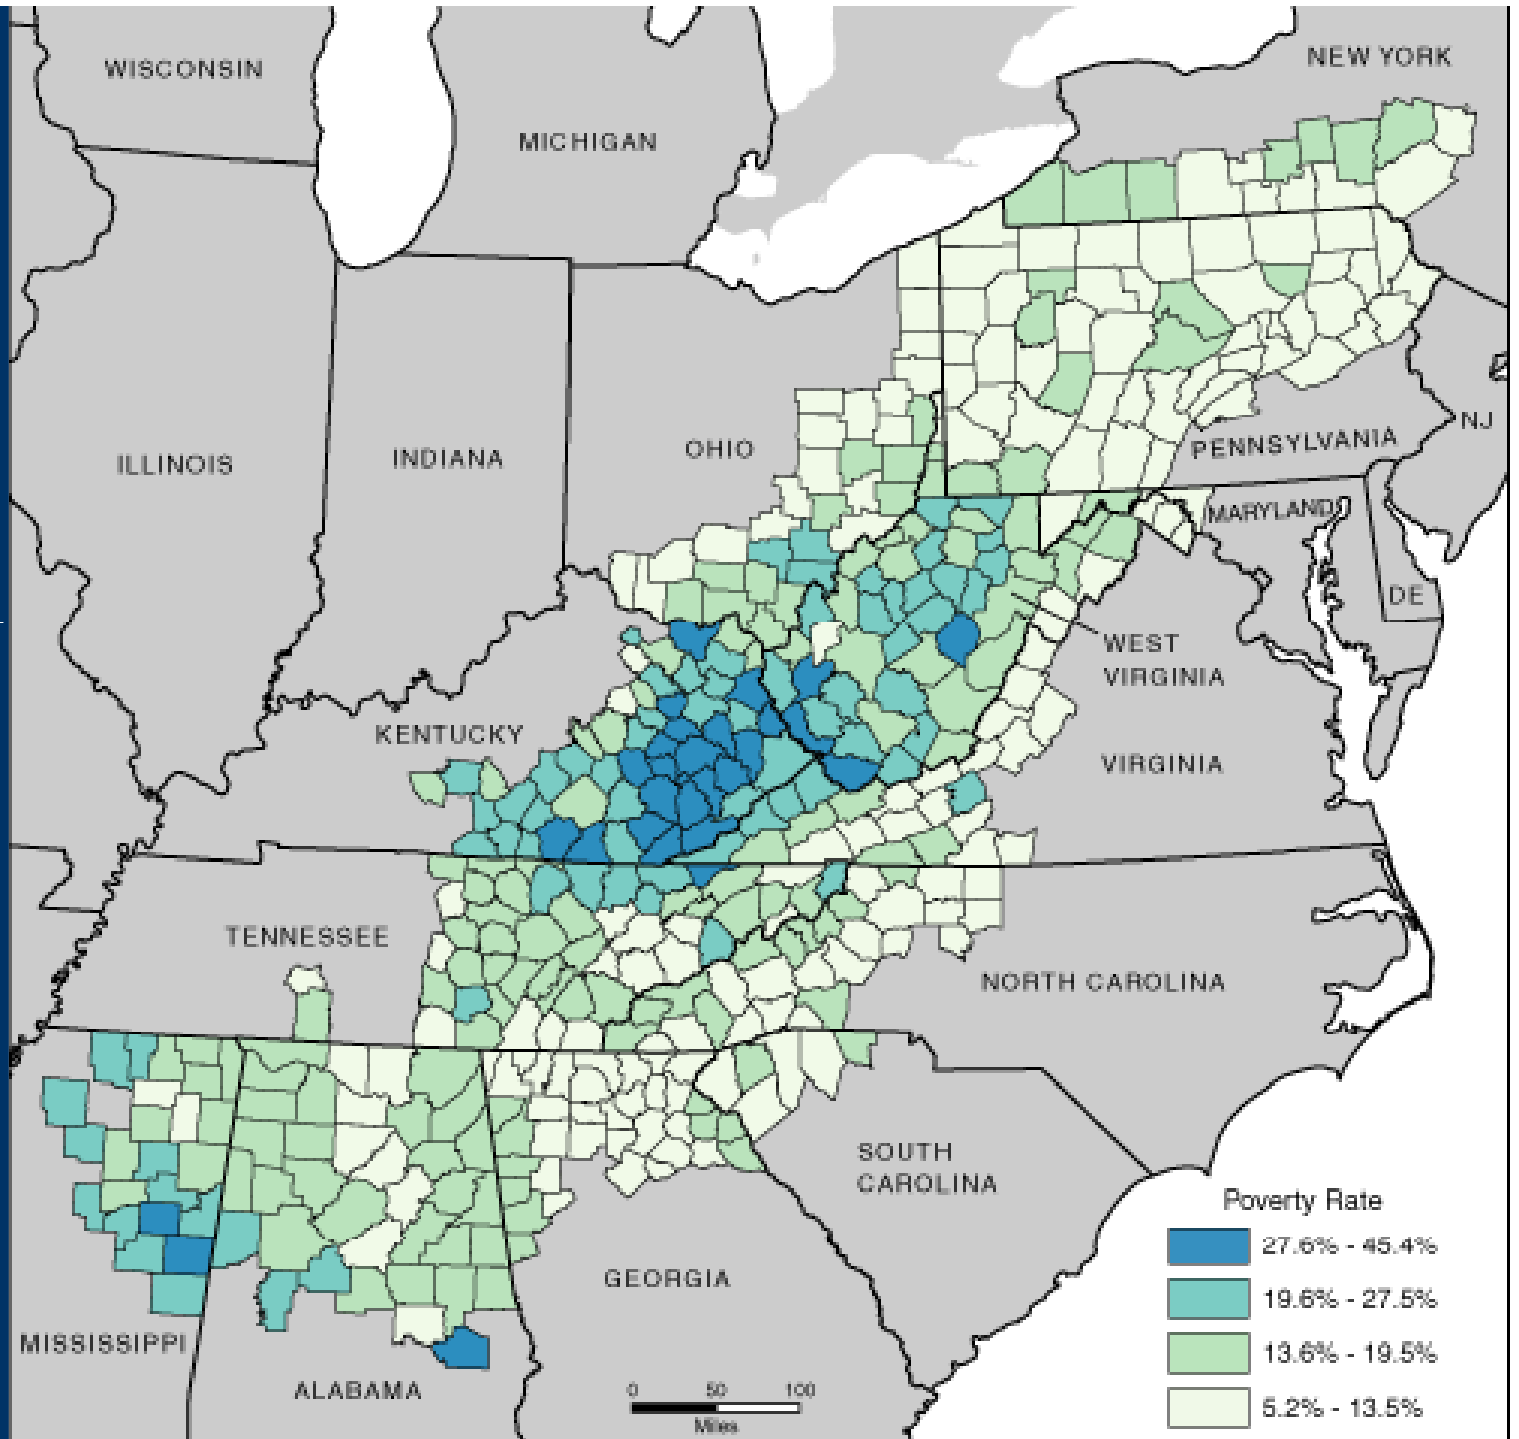 WISCONSIN
NEW YORK
MICHIGAN
NJ
PENNSYLVANIA
OHIO
INDIANA
ILLINOIS
MARYLAND
DE
WEST
VIRGINIA
KENTUCKY
VIRGINIA
TENNESSEE
NORTH CAROLINA
SOUTH
CAROLINA
Poverty Rate
27.6% - 45.4%
19.6% - 27.5%
13.6% - 19.5%
5.2% - 13.5%
GEORGIA
MISSISSIPPI
ALABAMA
0 50 100
Miles